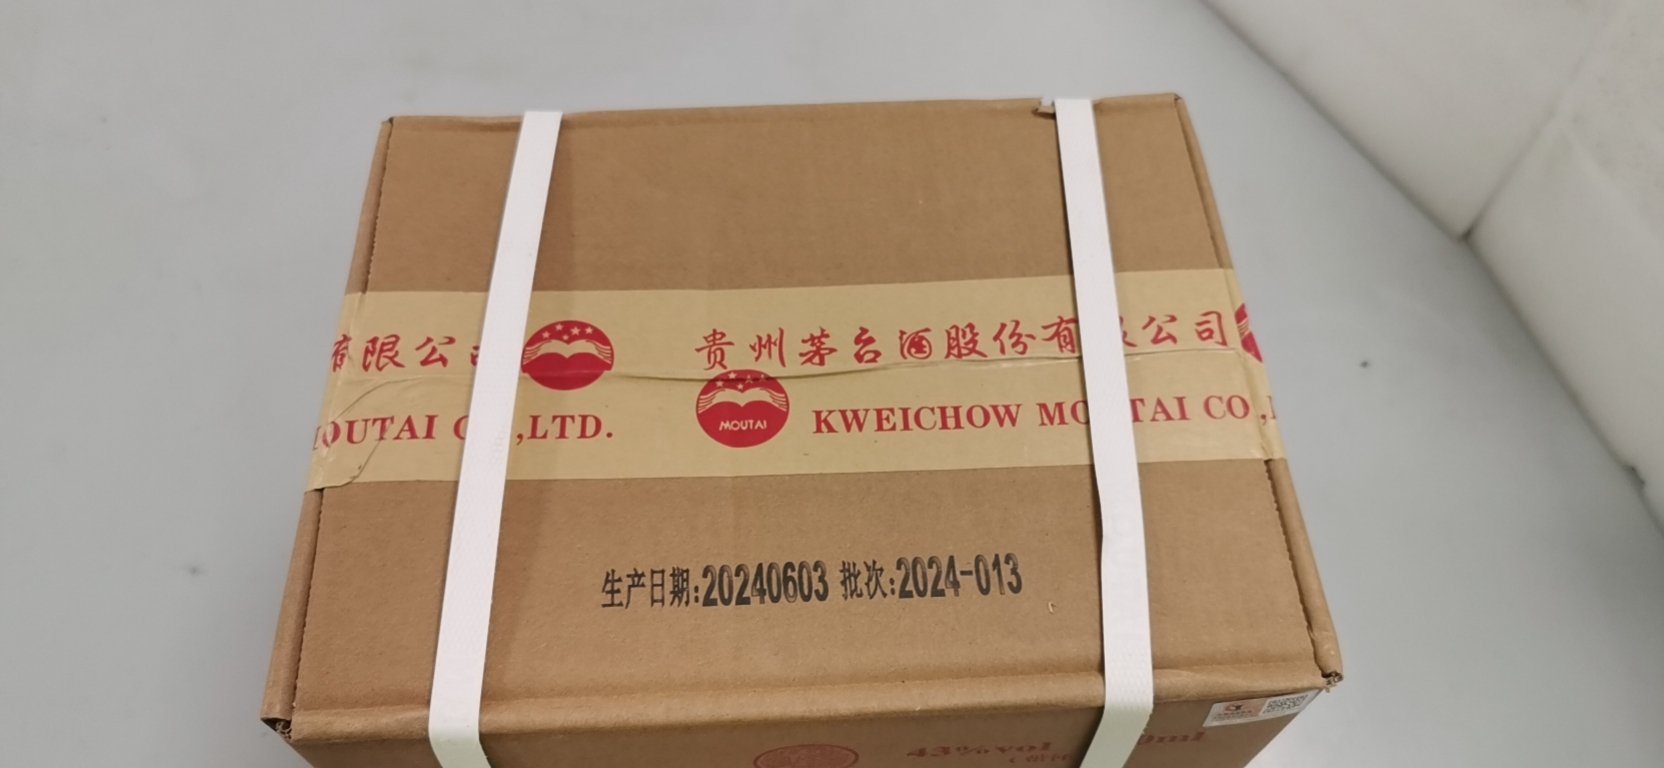 有限公司 贵州茅台酒股份有限公司
MOUTAI
MOUTAI CO.,LTD. KWEICHOW MOUTAI CO.,
生产日期:20240603 批次:2024-013
43%vol